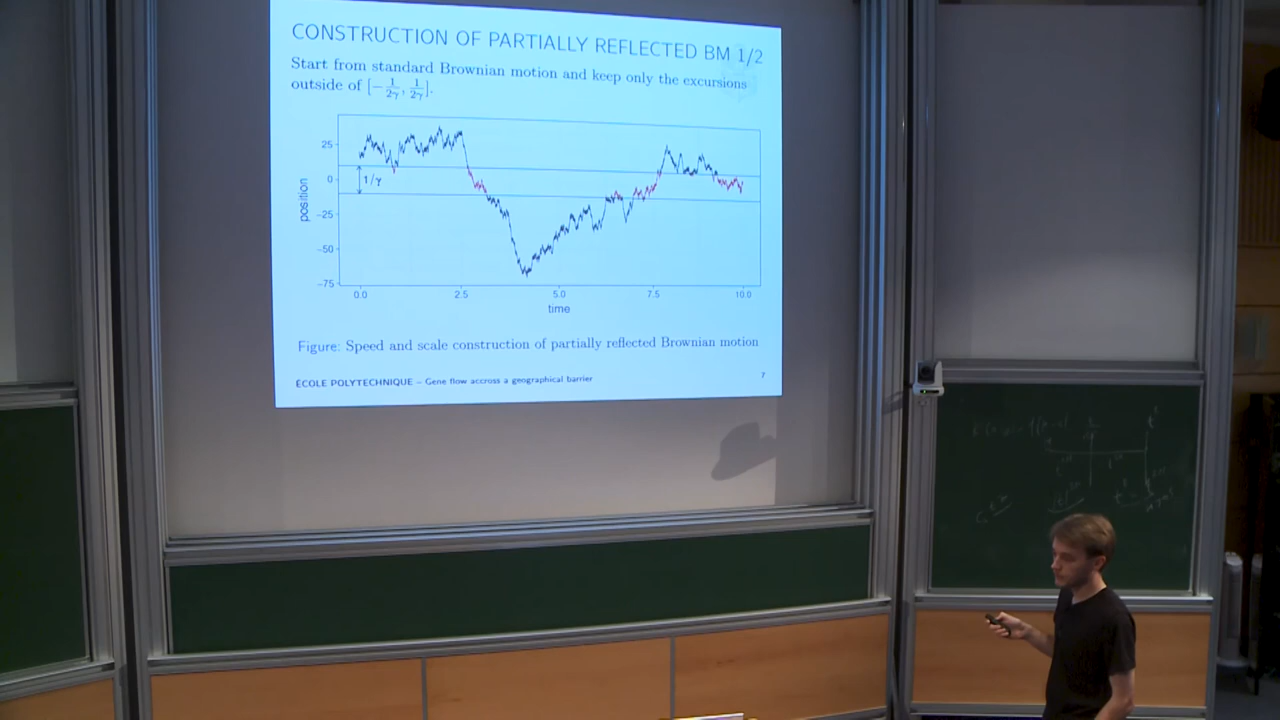 CONSTRUCTION OF PARTIALLY REFLECTED BM 1/2
Start from standard Brownian motion and keep only the excursions
outside of [−1/2γ, 1/2γ].
position
25
0
−25
−50
−75
1/γ
0.0 2.5 5.0 7.5 10.0
time
Figure: Speed and scale construction of partially reflected Brownian motion
ÉCOLE POLYTECHNIQUE – Gene flow accross a geographical barrier
7